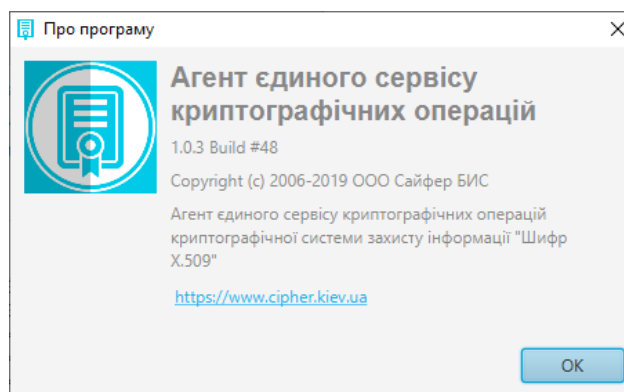 Про програму
Агент єдиного сервісу
криптографічних операцій
1.0.3 Build #48
Copyright (c) 2006-2019 ООО Сайфер БИС
Агент єдиного сервісу криптографічних операцій
криптографічної системи захисту інформації "Шифр
X.509"
https://www.cipher.kiev.ua
ОК